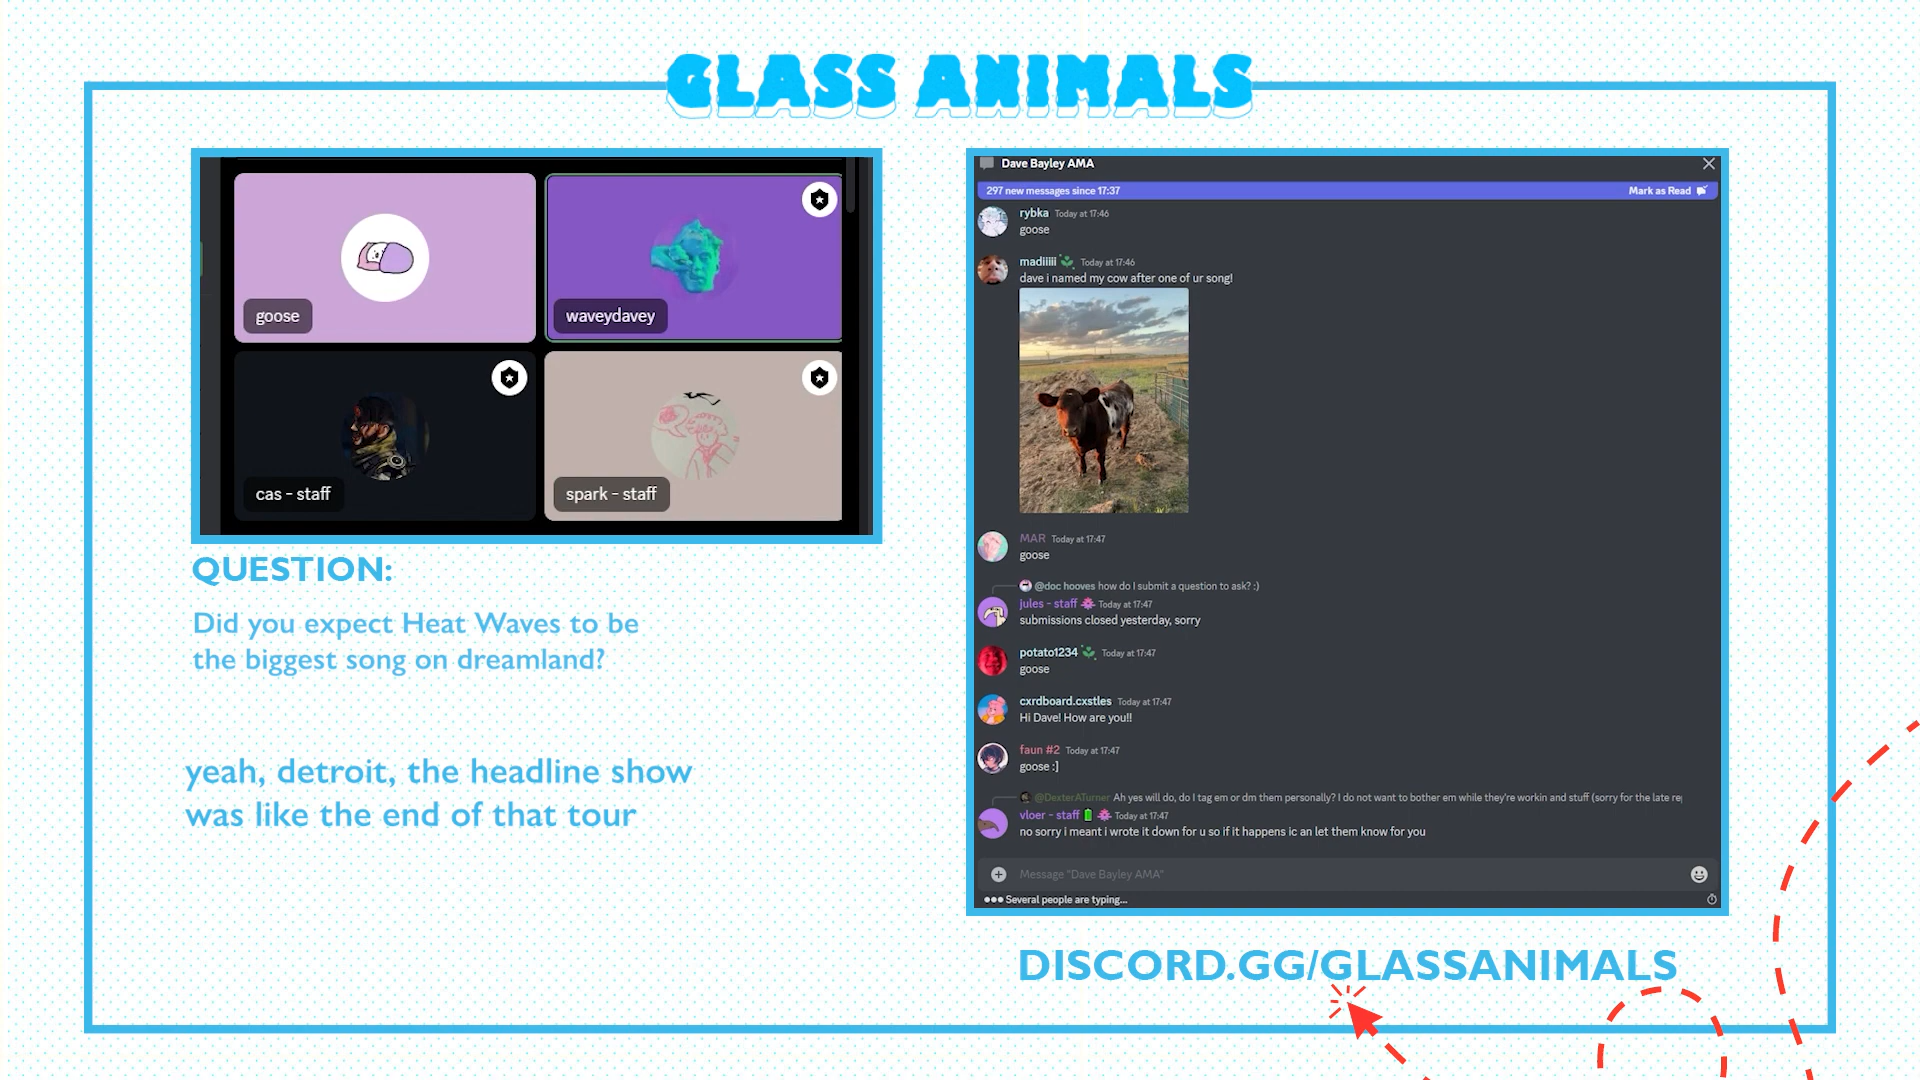 GLASS ANIMALS
goose
waveydavey
cas - staff
spark - staff
QUESTION:
Did you expect Heat Waves to be
the biggest song on dreamland?
yeah, detroit, the headline show
was like the end of that tour
Dave Bayley AMA
297 new messages since 17:37 Mark as Read
rybka Today at 17:46
goose
madiiiii Today at 17:46
dave i named my cow after one of ur song!
MAR Today at 17:47
goose
@doc hooves how do I submit a question to ask? :)
jules - staff Today at 17:47
submissions closed yesterday, sorry
potato1234 Today at 17:47
goose
cxrdboard.cxstles Today at 17:47
Hi Dave! How are you!!
faun #2 Today at 17:47
goose :]
@DexterATurner Ah yes will do, do I tag em or dm them personally? I do not want to bother em while they're workin and stuff (sorry for the late re
vloer - staff Today at 17:47
no sorry i meant i wrote it down for u so if it happens ic an let them know for you
Message "Dave Bayley AMA"
Several people are typing...
DISCORD.GG/GLASSANIMALS